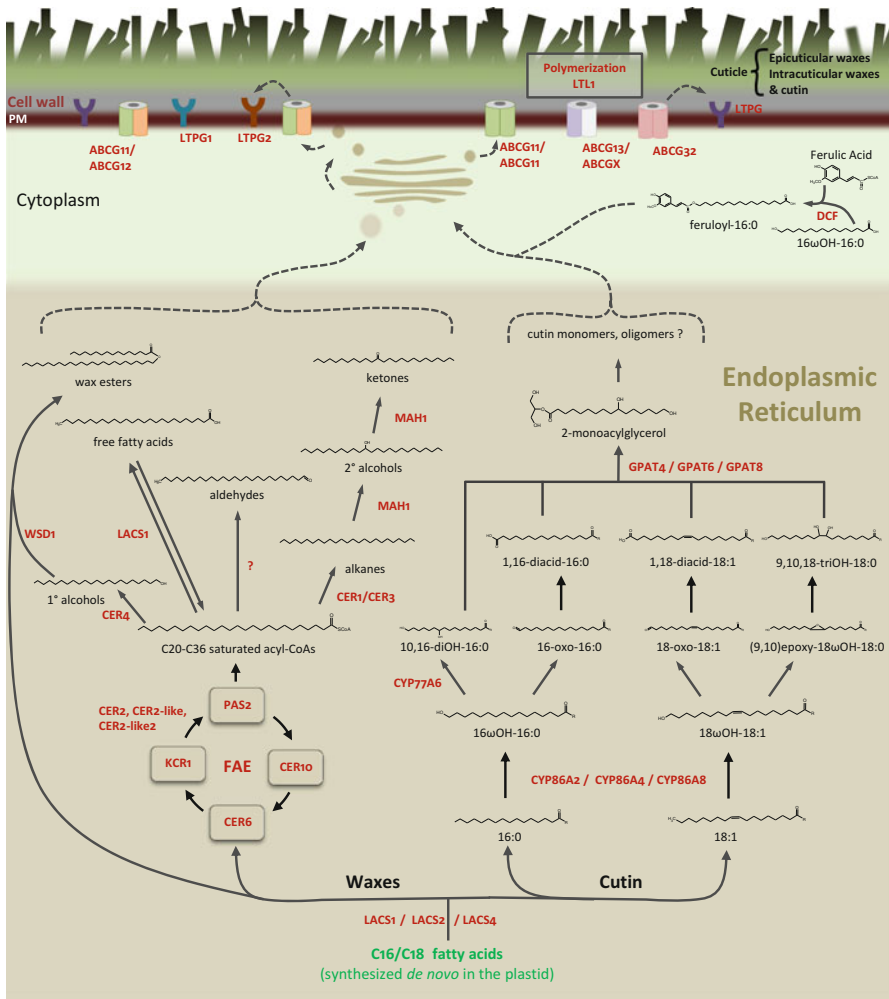 Polymerization
LTL1
Cuticle
Epicuticular waxes
Intracuticular waxes
& cutin
Cell wall
PM
ABCG11/
ABCG12
LTPG1
LTPG2
ABCG11/
ABCG11
ABCG13/
ABCGX
ABCG32
LTPG
Cytoplasm
Ferulic Acid
feruloyl-16:0
DCF
16ωOH-16:0
cutin monomers, oligomers ?
Endoplasmic
Reticulum
wax esters
ketones
2-monoacylglycerol
free fatty acids
MAH1
2° alcohols
GPAT4 / GPAT6 / GPAT8
aldehydes
MAH1
WSD1
LACS1
?
alkanes
1,16-diacid-16:0
1,18-diacid-18:1
9,10,18-triOH-18:0
1° alcohols
CER4
CER1/CER3
C20-C36 saturated acyl-CoAs
10,16-diOH-16:0
16-oxo-16:0
18-oxo-18:1
(9,10)epoxy-18ωOH-18:0
CYP77A6
CER2, CER2-like,
CER2-like2
PAS2
KCR1
FAE
CER10
CER6
16ωOH-16:0
18ωOH-18:1
CYP86A2 / CYP86A4 / CYP86A8
16:0
18:1
Waxes
Cutin
LACS1 / LACS2 / LACS4
C16/C18 fatty acids
(synthesized de novo in the plastid)